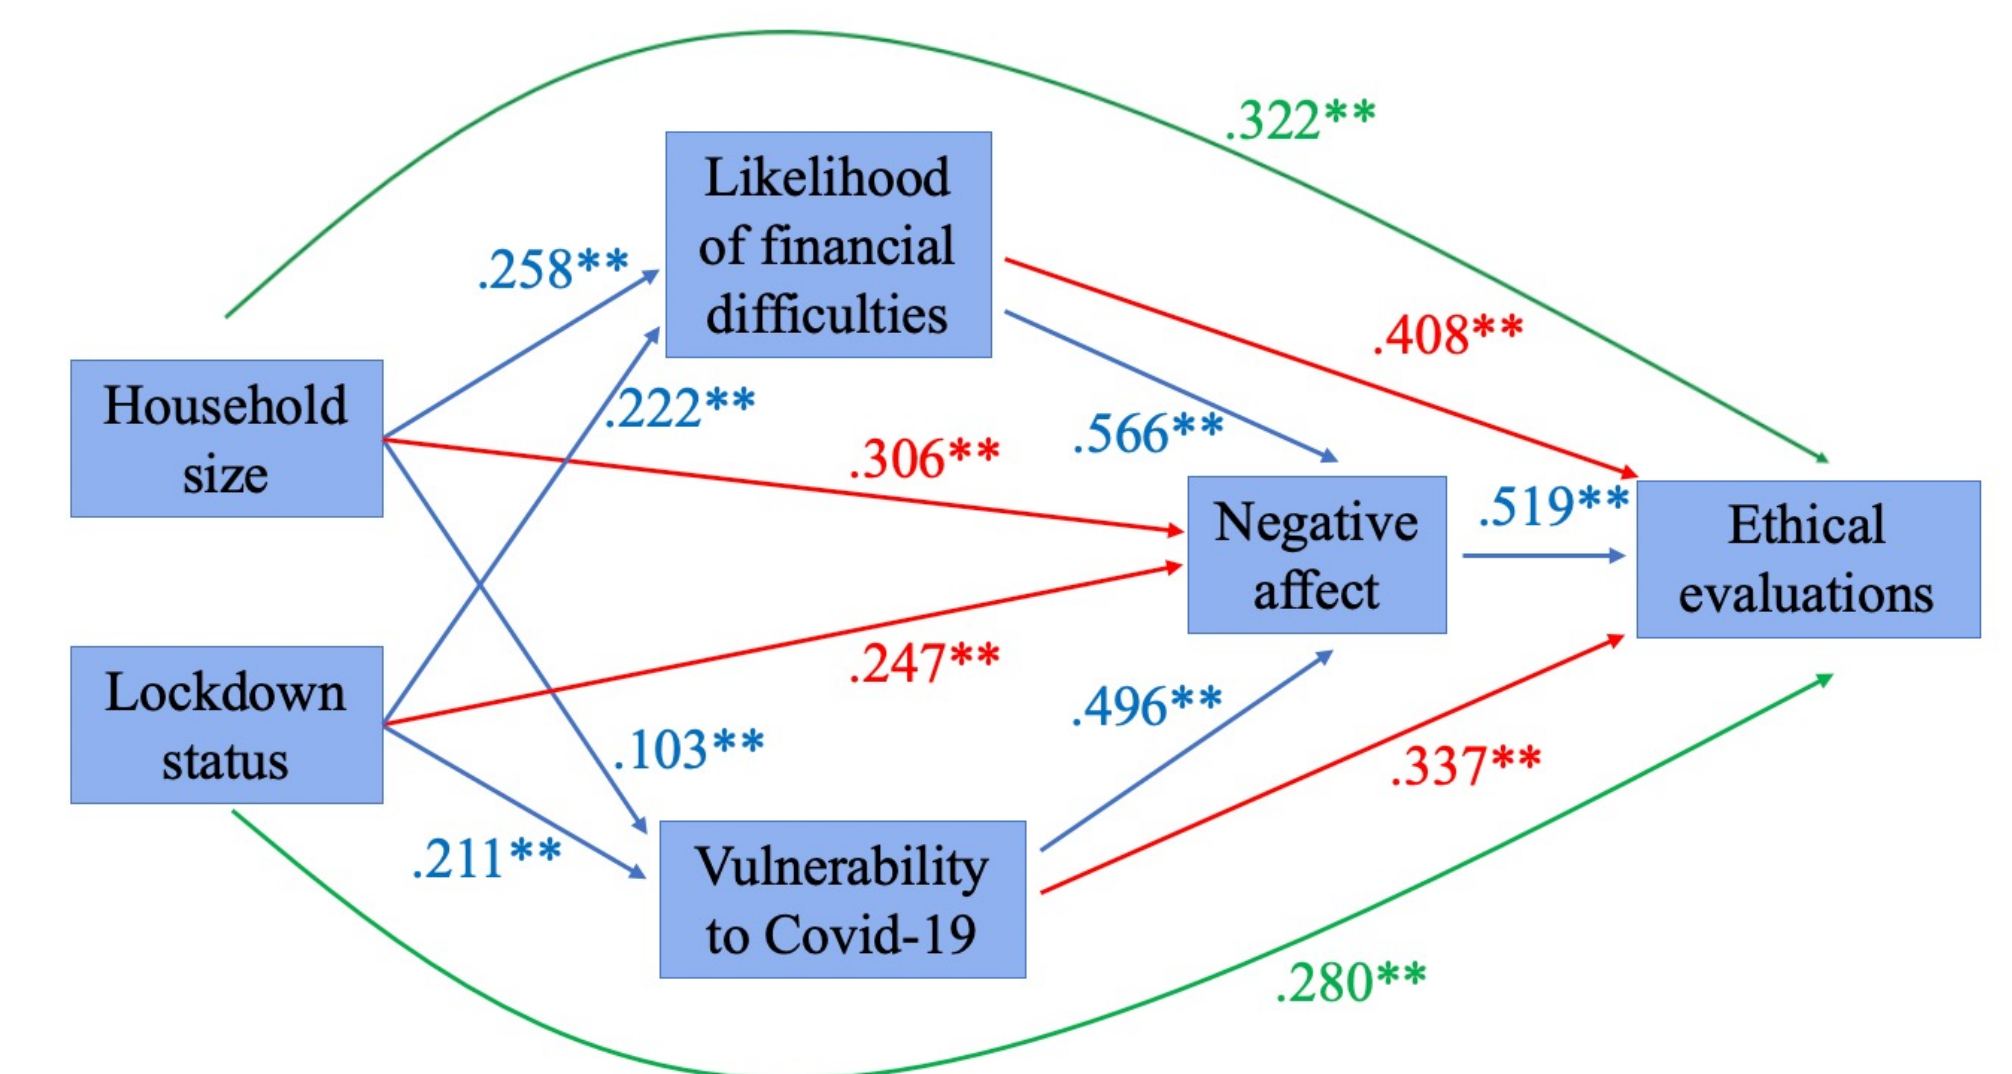 .322**
Likelihood
of financial
difficulties
.258**
.408**
Household
size
.222**
.306**
.566**
Negative
affect
.519**
Ethical
evaluations
Lockdown
status
.247**
.496**
.103**
.337**
.211**
Vulnerability
to Covid-19
.280**